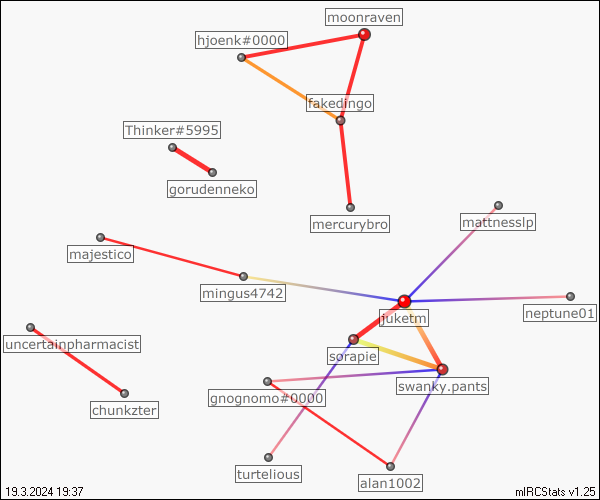 moonraven
hjoenk#0000
fakedingo
Thinker#5995
gorudenneko
mercurybro
mattnesslp
majestico
mingus4742
neptune01
juketm
uncertainpharmacist
sorapie
swanky.pants
gnognomo#0000
chunkzter
turtelious
alan1002
19.3.2024 19:37
mIRCStats v1.25